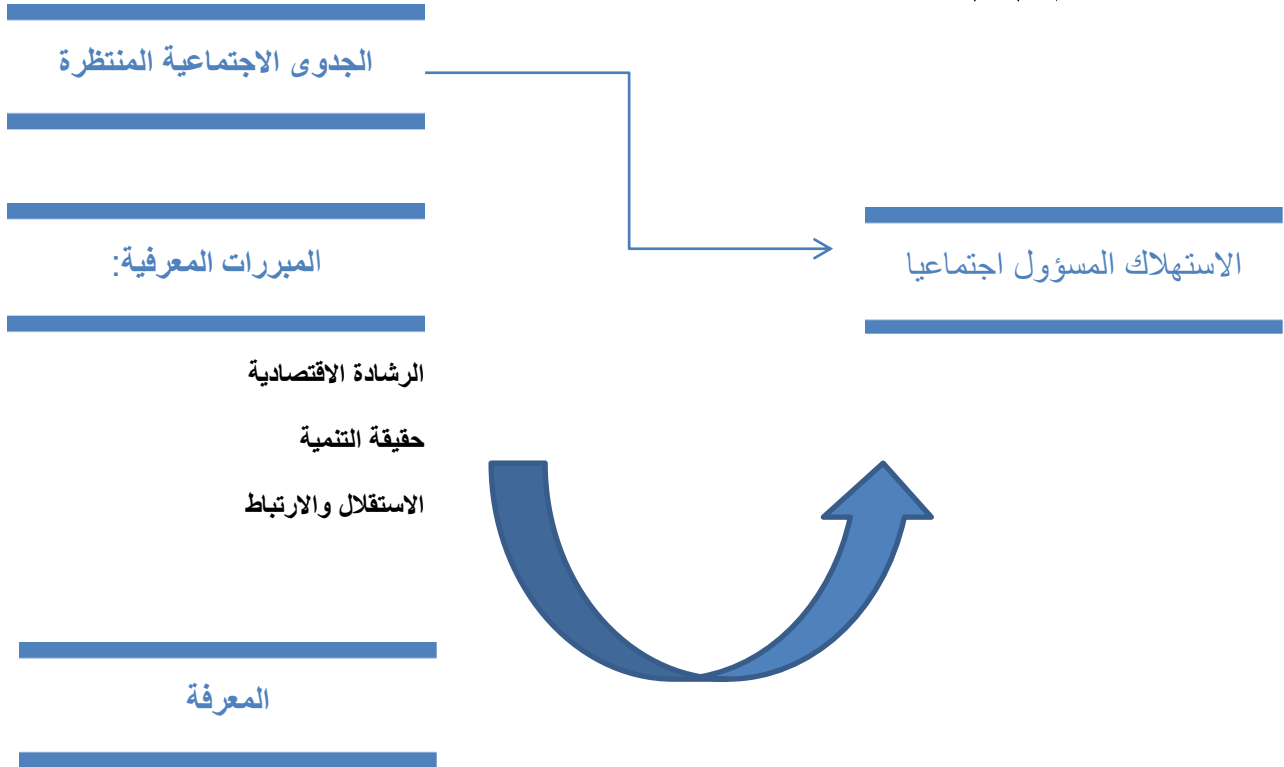 الجدوى الاجتماعية المنتظرة
المبررات المعرفية:
الاستهلاك المسؤول اجتماعيا
الرشادة الاقتصادية
حقيقة التنمية
الاستقلال والارتباط
المعرفة